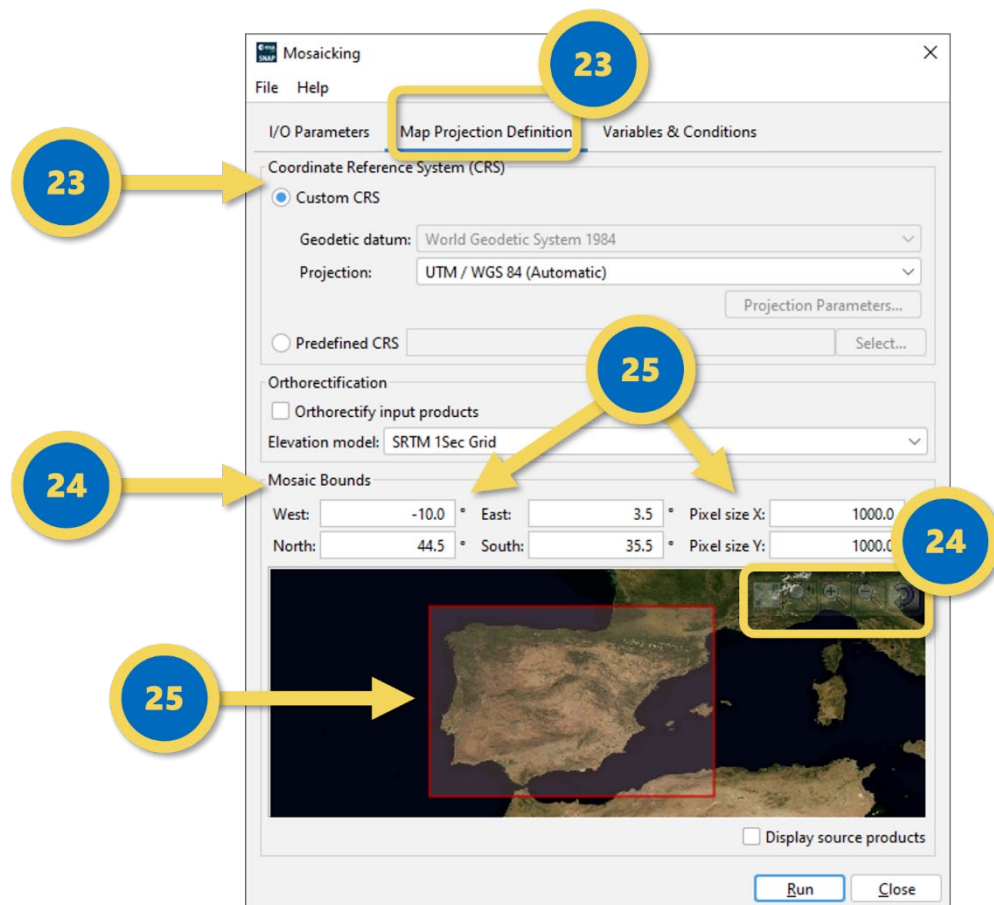 SNAP Mosaicking
23
File Help
I/O Parameters Map Projection Definition Variables & Conditions
Coordinate Reference System (CRS)
23
Custom CRS
Geodetic datum: World Geodetic System 1984
Projection: UTM / WGS 84 (Automatic)
Projection Parameters...
Predefined CRS Select...
25
Orthorectification
Orthorectify input products
Elevation model: SRTM 1Sec Grid
24
Mosaic Bounds
West: -10.0 ° East: 3.5 ° Pixel size X: 1000.0
24
North: 44.5 ° South: 35.5 ° Pixel size Y: 1000.0
25
Display source products
Run Close